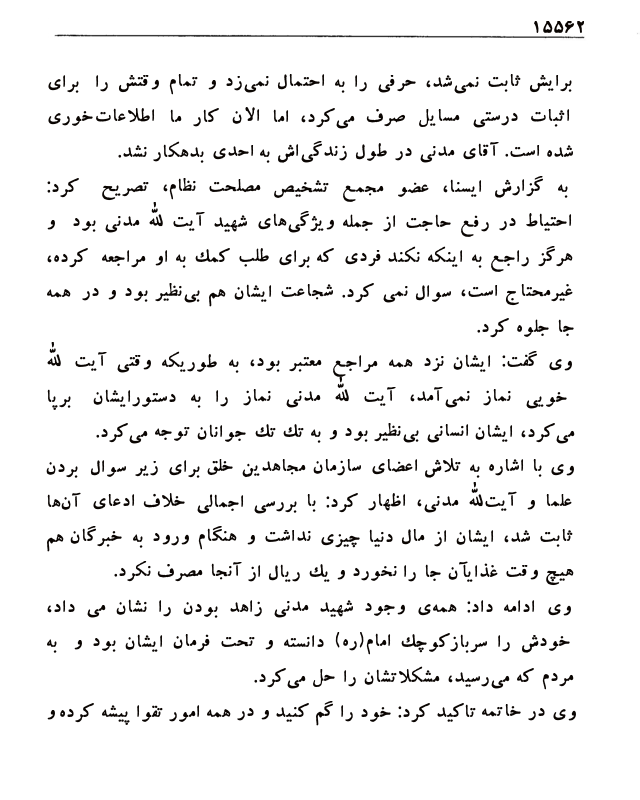 ۱۵۵۶۲
برایش ثابت نمی‌شد، حرفی را به احتمال نمی‌زد و تمام وقتش را برای
اثبات درستی مسایل صرف می‌کرد، اما الان کار ما اطلاعات‌خوری
شده است. آقای مدنی در طول زندگی‌اش به احدی بدهکار نشد.
به گزارش ایسنا، عضو مجمع تشخیص مصلحت نظام، تصریح کرد:
احتیاط در رفع حاجت از جمله ویژگی‌های شهید آیت الله مدنی بود و
هرگز راجع به اینکه نکند فردی که برای طلب کمک به او مراجعه کرده،
غیرمحتاج است، سوال نمی کرد. شجاعت ایشان هم بی‌نظیر بود و در همه
جا جلوه کرد.
وی گفت: ایشان نزد همه مراجع معتبر بود، به طوریکه وقتی آیت الله
خویی نماز نمی‌آمد، آیت الله مدنی نماز را به دستورایشان برپا
می‌کرد، ایشان انسانی بی‌نظیر بود و به تک تک جوانان توجه می‌کرد.
وی با اشاره به تلاش اعضای سازمان مجاهدین خلق برای زیر سوال بردن
علما و آیت‌الله مدنی، اظهار کرد: با بررسی اجمالی خلاف ادعای آن‌ها
ثابت شد، ایشان از مال دنیا چیزی نداشت و هنگام ورود به خبرگان هم
هیچ وقت غذایآن جا را نخورد و یک ریال از آنجا مصرف نکرد.
وی ادامه داد: همه‌ی وجود شهید مدنی زاهد بودن را نشان می داد،
خودش را سربازکوچک امام(ره) دانسته و تحت فرمان ایشان بود و به
مردم که می‌رسید، مشکلاتشان را حل می‌کرد.
وی در خاتمه تاکید کرد: خود را گم کنید و در همه امور تقوا پیشه کرده و